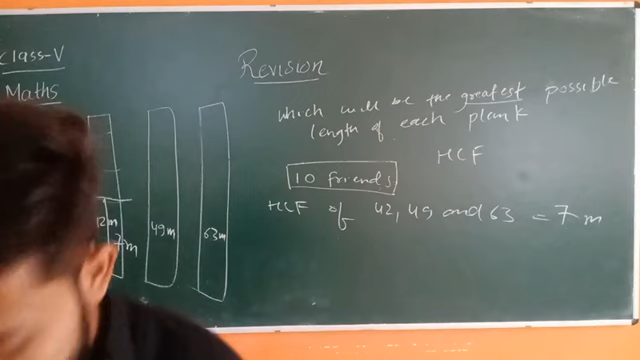 Class-V
Maths
Revision
which will be the greatest possible
length of each plank
HCF
10 friends
HCF of 42, 49 and 63 = 7 m
7m
49m
63m